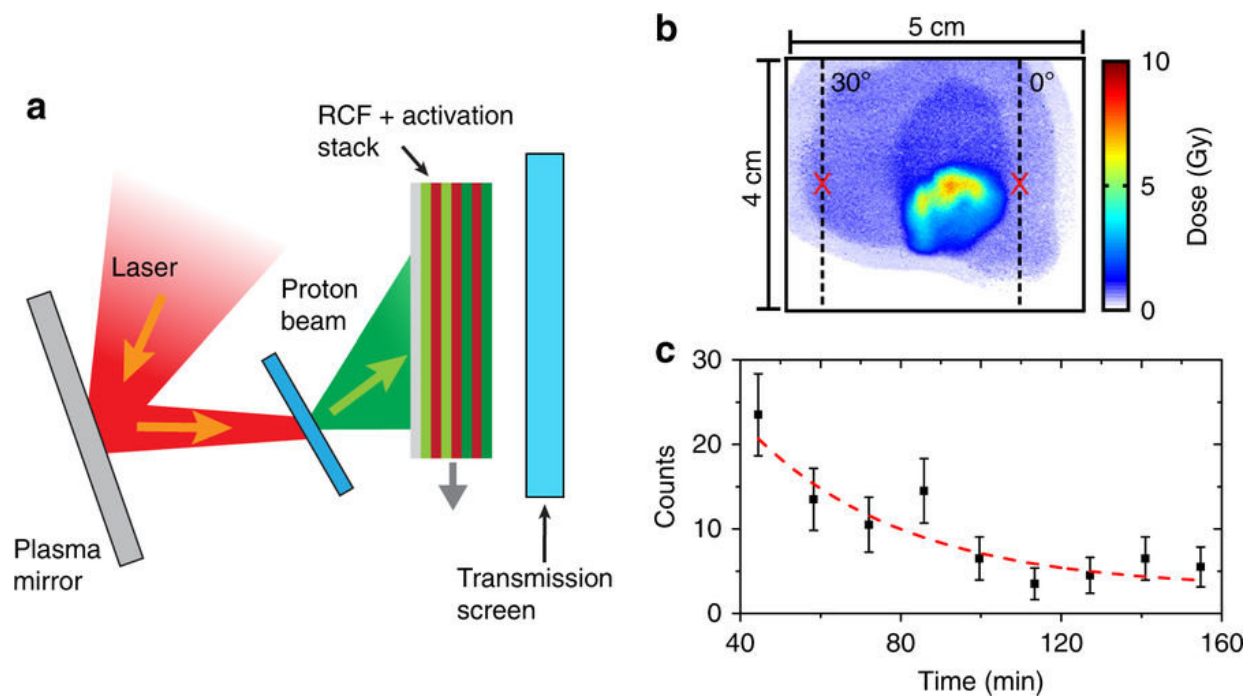 a
RCF + activation
stack
Laser
Proton
beam
Plasma
mirror
Transmission
screen
b
5 cm
4 cm
30°
0°
X
X
10
5
0
Dose (Gy)
c
30
20
10
0
Counts
40
80
120
160
Time (min)